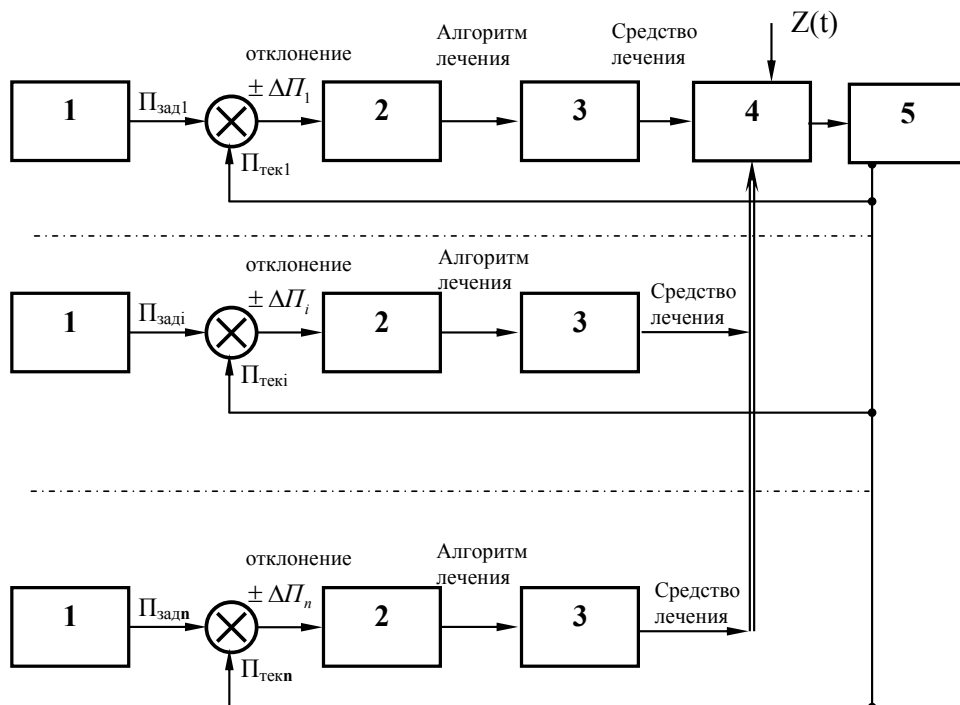 Z(t)
отклонение
Алгоритм
лечения
Средство
лечения
1
Пзад1
± ΔП1
2
3
4
5
Птек1
отклонение
Алгоритм
лечения
Средство
лечения
1
Пзадi
± ΔПi
2
3
Птекi
отклонение
Алгоритм
лечения
Средство
лечения
1
Пзадn
± ΔПn
2
3
Птекn